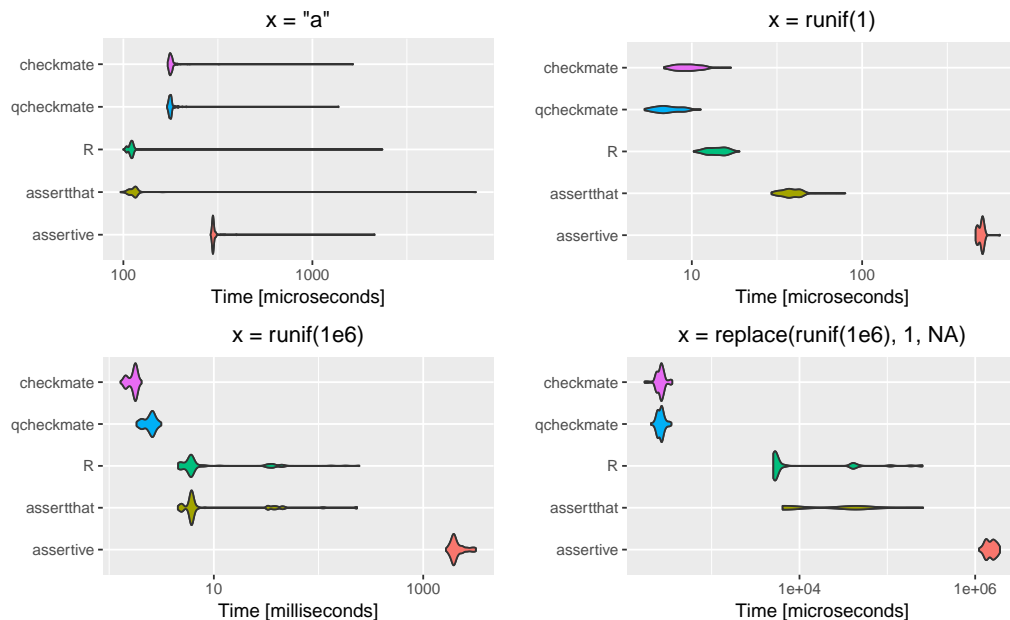 x = "a"
checkmate
qcheckmate
R
assertthat
assertive
100
1000
Time [microseconds]
x = runif(1)
checkmate
qcheckmate
R
assertthat
assertive
10
100
Time [microseconds]
x = runif(1e6)
checkmate
qcheckmate
R
assertthat
assertive
10
1000
Time [milliseconds]
x = replace(runif(1e6), 1, NA)
checkmate
qcheckmate
R
assertthat
assertive
1e+04
1e+06
Time [microseconds]